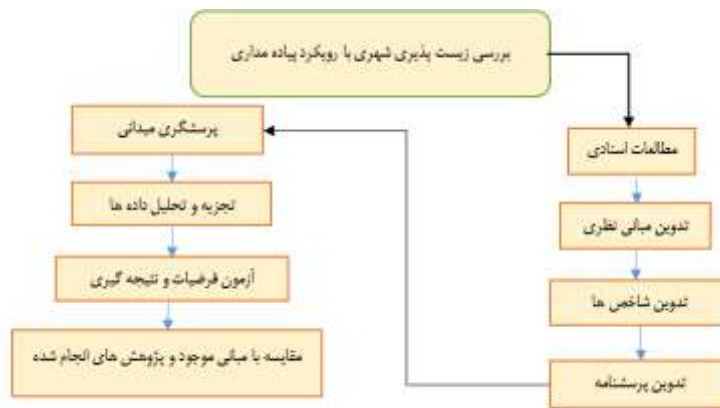 بررسی زیست پذیری شهری با رویکرد پیاده مداری
مطالعات اسنادی
تدوین مبانی نظری
تدوین شاخص ها
تدوین پرسشنامه
پرسشگری میدانی
تجزیه و تحلیل داده ها
آزمون فرضیات و نتیجه گیری
مقایسه با مبانی موجود و پژوهش های انجام شده